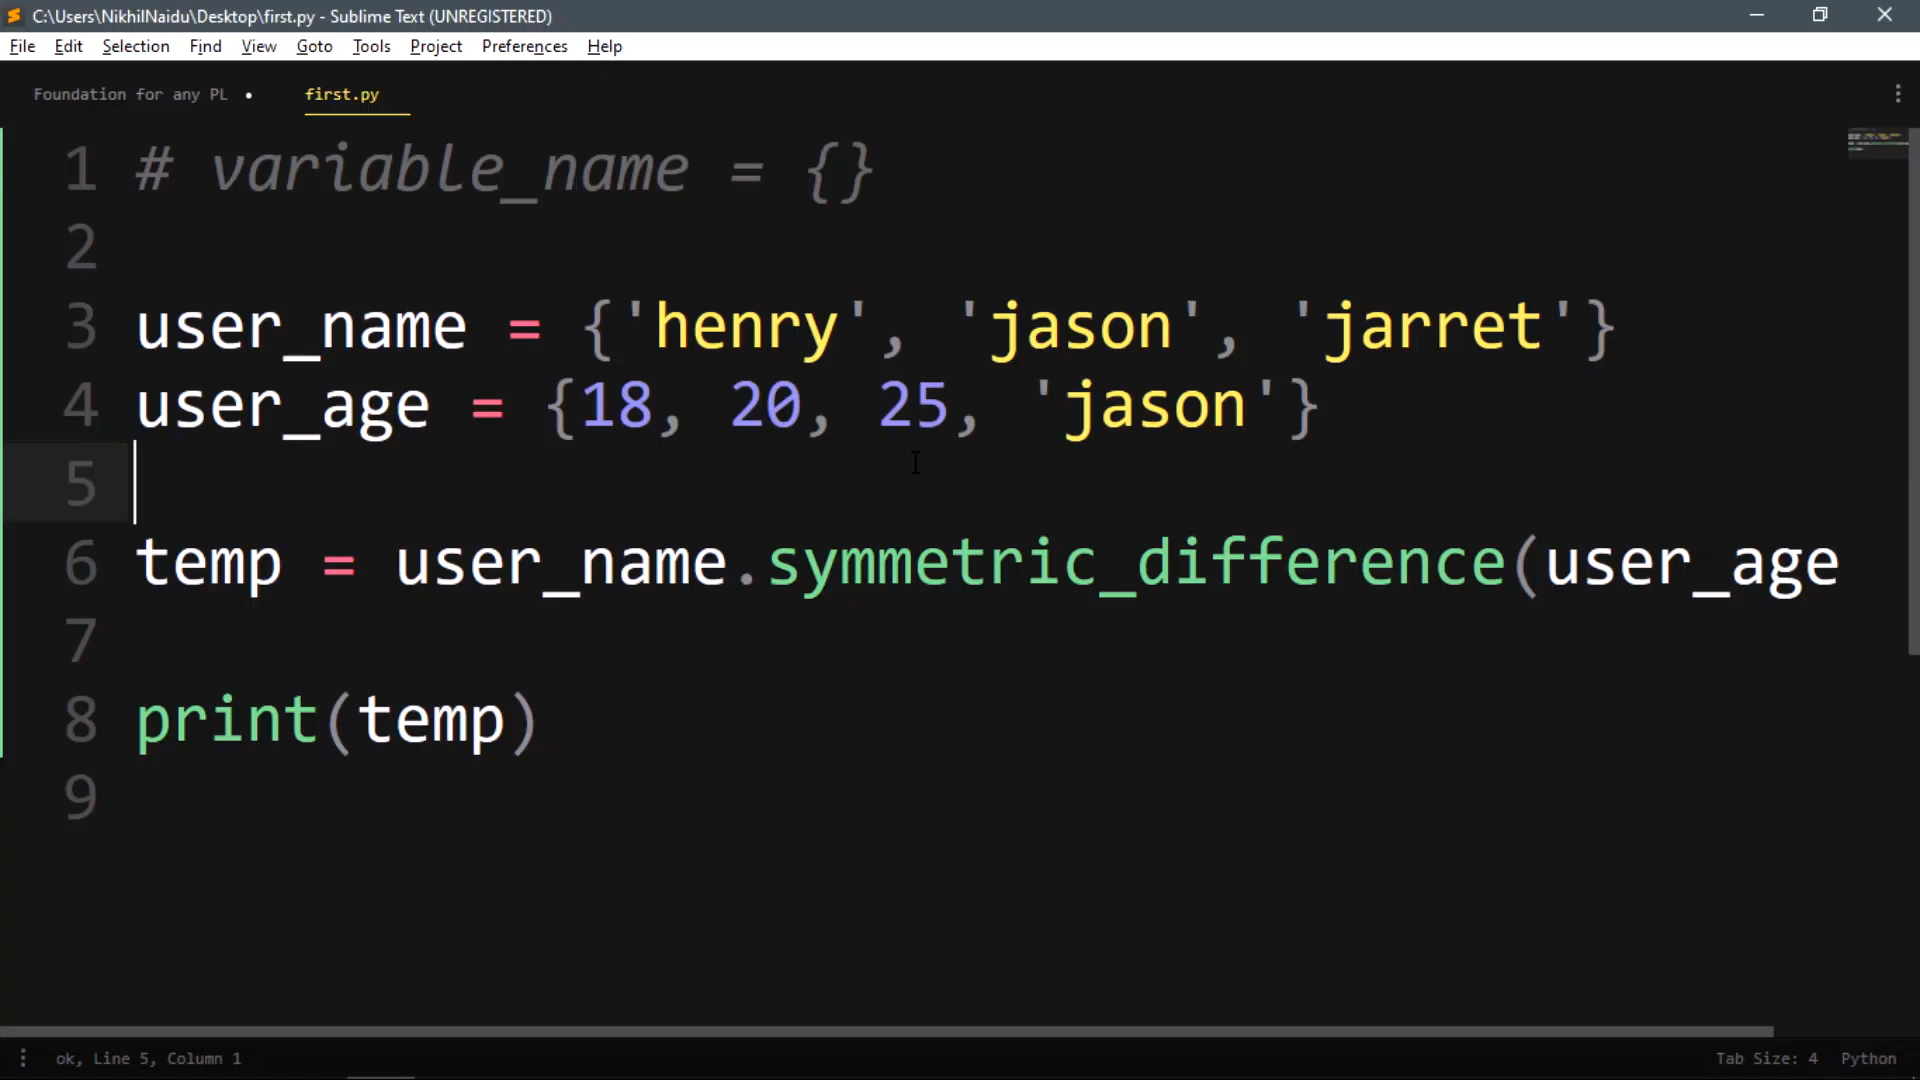 C:\Users\NikhilNaidu\Desktop\first.py - Sublime Text (UNREGISTERED)
File Edit Selection Find View Goto Tools Project Preferences Help
Foundation for any PL • first.py
1 # variable_name = {}
2
3 user_name = {'henry', 'jason', 'jarret'}
4 user_age = {18, 20, 25, 'jason'}
5
6 temp = user_name.symmetric_difference(user_age
7
8 print(temp)
9
ok, Line 5, Column 1 Tab Size: 4 Python